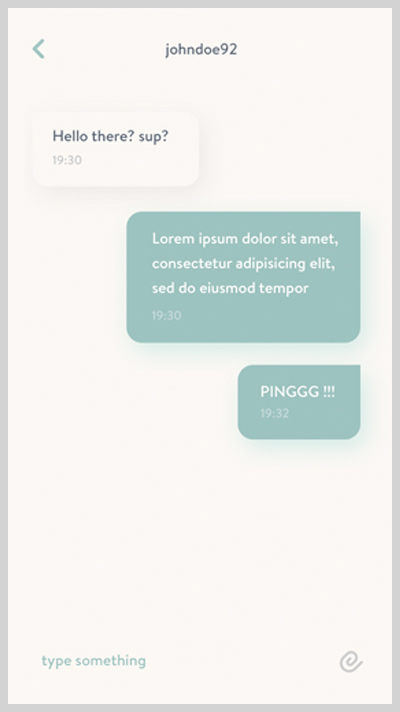 johndoe92
Hello there? sup?
19:30
Lorem ipsum dolor sit amet,
consectetur adipisicing elit,
sed do eiusmod tempor
19:30
PINGGG !!!
19:32
type something